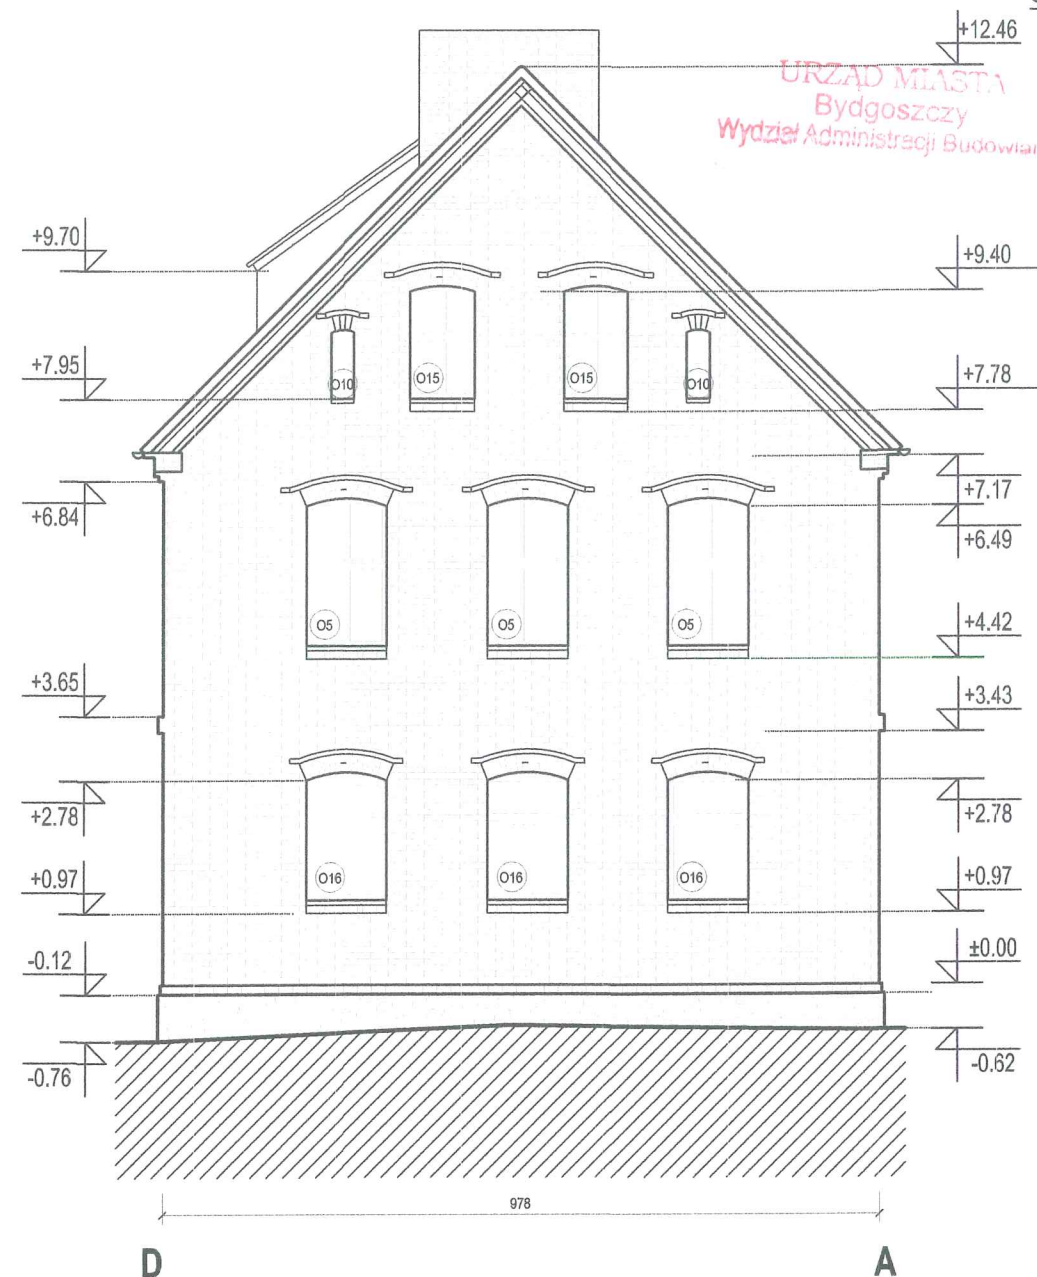 +12.46
URZĄD MIASTA
Bydgoszczy
Wydział Administracji
+9.70
+9.40
+7.95
O10
O15
O15
O10
+7.78
+6.84
+7.17
+6.49
O5
O5
O5
+4.42
+3.65
+3.43
+2.78
+2.78
O16
O16
O16
+0.97
+0.97
-0.12
±0.00
-0.76
-0.62
978
D
A